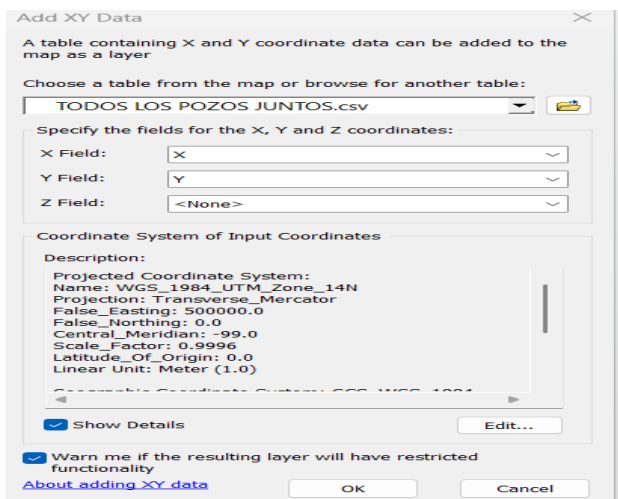 Add XY Data
A table containing X and Y coordinate data can be added to the
map as a layer
Choose a table from the map or browse for another table:
TODOS LOS POZOS JUNTOS.csv
Specify the fields for the X, Y and Z coordinates:
X Field: X
Y Field: Y
Z Field: <None>
Coordinate System of Input Coordinates
Description:
Projected Coordinate System:
Name: WGS_1984_UTM_Zone_14N
Projection: Transverse_Mercator
False_Easting: 500000.0
False_Northing: 0.0
Central_Meridian: -99.0
Scale_Factor: 0.9996
Latitude_Of_Origin: 0.0
Linear Unit: Meter (1.0)
Geographic Coordinate System: GCS_WGS_1984
Show Details
Edit...
Warn me if the resulting layer will have restricted
functionality
About adding XY data
OK
Cancel